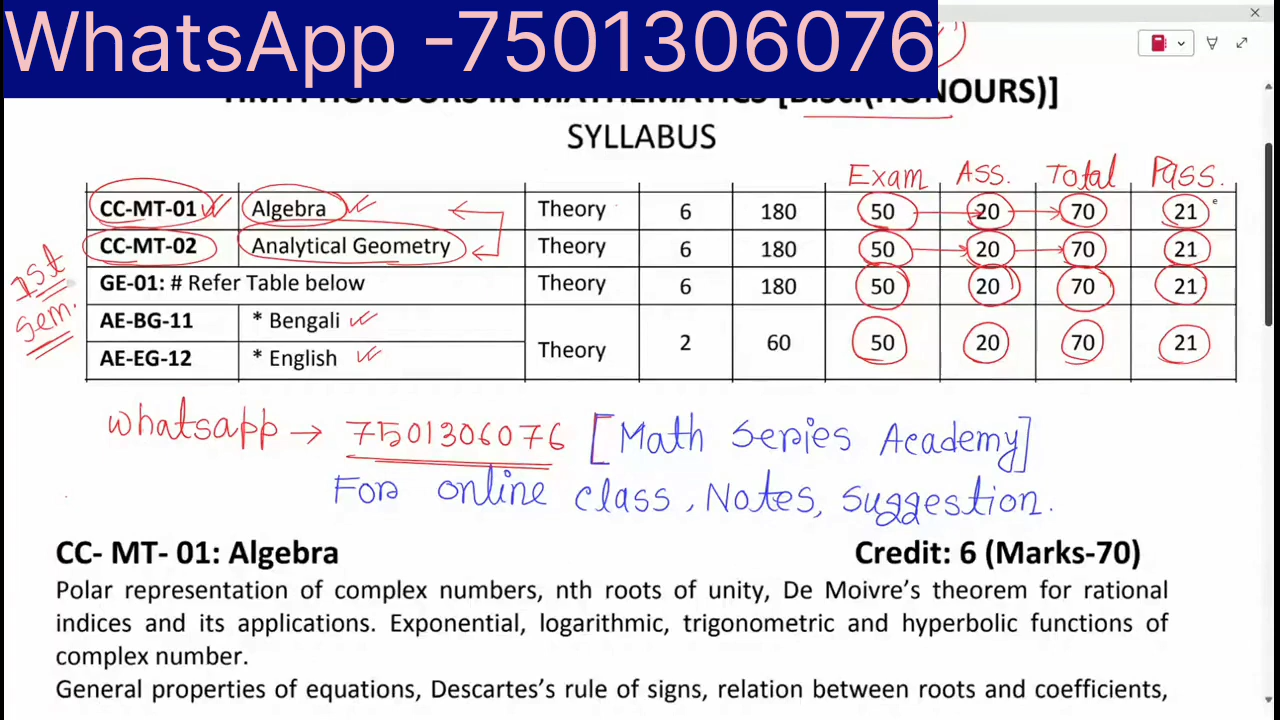 WhatsApp -7501306076
HONOURS IN MATHEMATICS [B.Sc.(HONOURS)]
SYLLABUS
Exam ASS. Total Pass.
CC-MT-01 Algebra Theory 6 180 50 20 70 21
CC-MT-02 Analytical Geometry Theory 6 180 50 20 70 21
1st Sem.
GE-01: # Refer Table below Theory 6 180 50 20 70 21
AE-BG-11 * Bengali
Theory 2 60 50 20 70 21
AE-EG-12 * English
whatsapp → 7501306076 [Math Series Academy]
For online class, Notes, Suggestion.
CC- MT- 01: Algebra Credit: 6 (Marks-70)
Polar representation of complex numbers, nth roots of unity, De Moivre's theorem for rational
indices and its applications. Exponential, logarithmic, trigonometric and hyperbolic functions of
complex number.
General properties of equations, Descartes's rule of signs, relation between roots and coefficients,